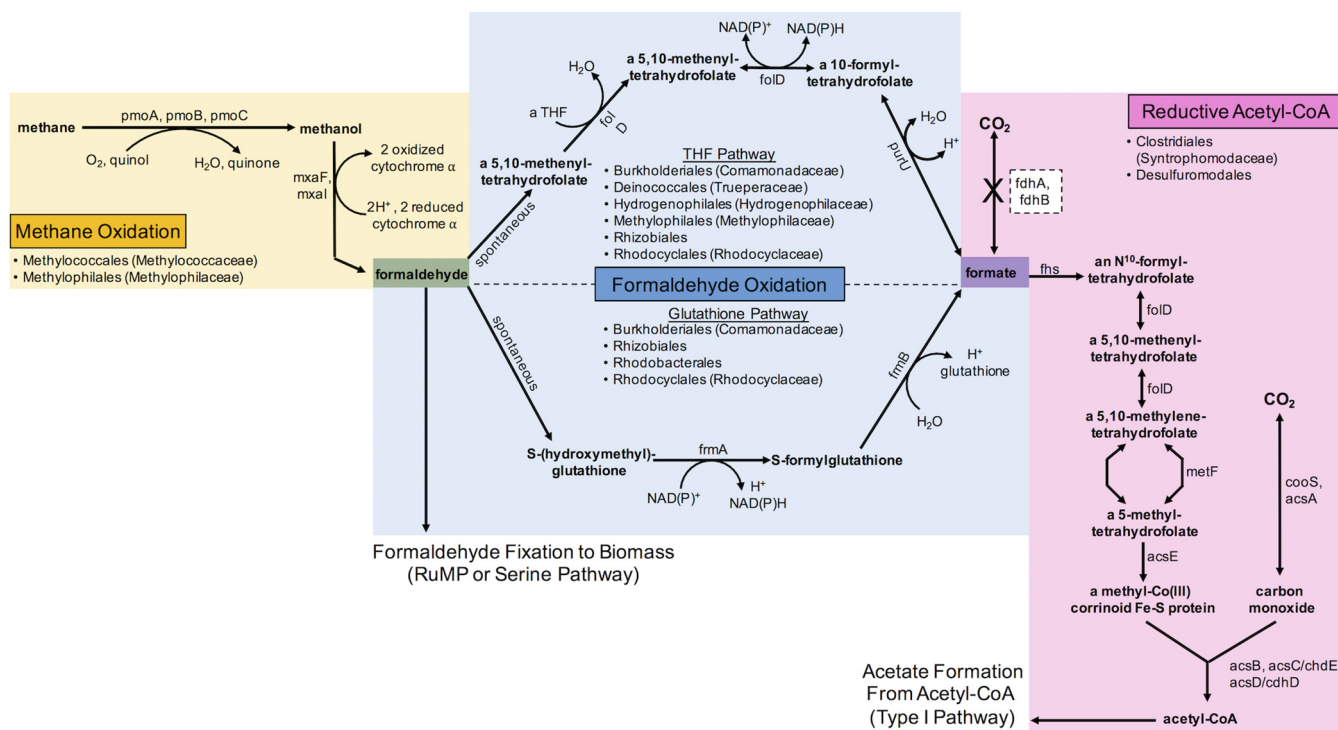 methane
pmoA, pmoB, pmoC
methanol
O₂, quinol
H₂O, quinone
mxaF,
mxaI
2 oxidized
cytochrome α
2H⁺, 2 reduced
cytochrome α
Methane Oxidation
• Methylococcales (Methylococcaceae)
• Methylophilales (Methylophilaceae)
formaldehyde
spontaneous
a 5,10-methenyl-
tetrahydrofolate
a THF
H₂O
fol
D
a 5,10-methenyl-
tetrahydrofolate
NAD(P)⁺
NAD(P)H
folD
a 10-formyl-
tetrahydrofolate
purU
H₂O
H⁺
THF Pathway
• Burkholderiales (Comamonadaceae)
• Deinococcales (Trueperaceae)
• Hydrogenophilales (Hydrogenophilaceae)
• Methylophilales (Methylophilaceae)
• Rhizobiales
• Rhodocyclales (Rhodocyclaceae)
Formaldehyde Oxidation
Glutathione Pathway
• Burkholderiales (Comamonadaceae)
• Rhizobiales
• Rhodobacterales
• Rhodocyclales (Rhodocyclaceae)
spontaneous
S-(hydroxymethyl)-
glutathione
frmA
NAD(P)⁺
H⁺
NAD(P)H
S-formylglutathione
frmB
H⁺
glutathione
H₂O
formate
Formaldehyde Fixation to Biomass
(RuMP or Serine Pathway)
Reductive Acetyl-CoA
• Clostridiales
(Syntrophomodaceae)
• Desulfuromodales
CO₂
X
fdhA,
fdhB
fhs
an N¹⁰-formyl-
tetrahydrofolate
folD
a 5,10-methenyl-
tetrahydrofolate
folD
a 5,10-methylene-
tetrahydrofolate
metF
a 5-methyl-
tetrahydrofolate
acsE
a methyl-Co(III)
corrinoid Fe-S protein
CO₂
cooS,
acsA
carbon
monoxide
acsB, acsC/chdE
acsD/cdhD
acetyl-CoA
Acetate Formation
From Acetyl-CoA
(Type I Pathway)